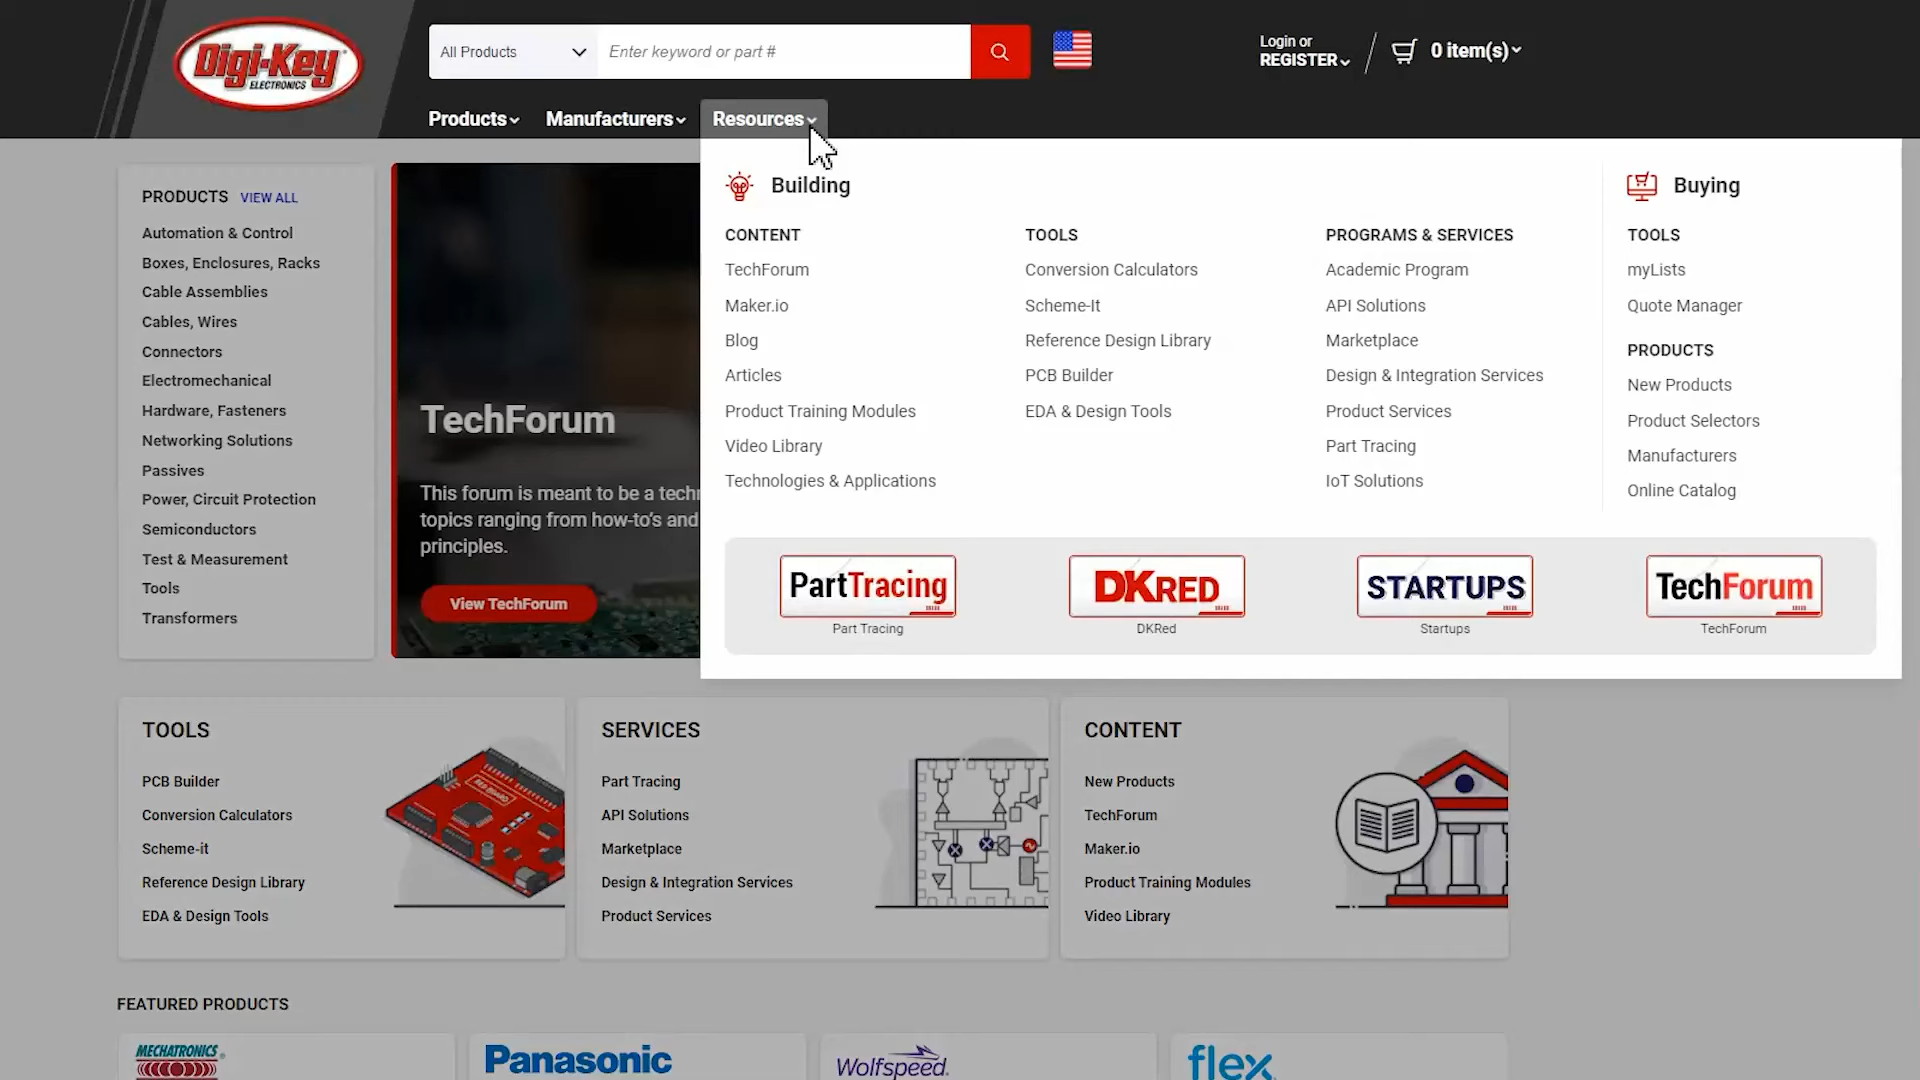 Digi-Key
ELECTRONICS
All Products
Enter keyword or part #
Login or
REGISTER
0 item(s)
Products
Manufacturers
Resources
PRODUCTS VIEW ALL
Automation & Control
Boxes, Enclosures, Racks
Cable Assemblies
Cables, Wires
Connectors
Electromechanical
Hardware, Fasteners
Networking Solutions
Passives
Power, Circuit Protection
Semiconductors
Test & Measurement
Tools
Transformers
TechForum
This forum is meant to be a techn
topics ranging from how-to's and
principles.
View TechForum
Building
CONTENT
TechForum
Maker.io
Blog
Articles
Product Training Modules
Video Library
Technologies & Applications
TOOLS
Conversion Calculators
Scheme-It
Reference Design Library
PCB Builder
EDA & Design Tools
PROGRAMS & SERVICES
Academic Program
API Solutions
Marketplace
Design & Integration Services
Product Services
Part Tracing
IoT Solutions
Buying
TOOLS
myLists
Quote Manager
PRODUCTS
New Products
Product Selectors
Manufacturers
Online Catalog
PartTracing
Part Tracing
DKRED
DKRed
STARTUPS
Startups
TechForum
TechForum
TOOLS
PCB Builder
Conversion Calculators
Scheme-it
Reference Design Library
EDA & Design Tools
SERVICES
Part Tracing
API Solutions
Marketplace
Design & Integration Services
Product Services
CONTENT
New Products
TechForum
Maker.io
Product Training Modules
Video Library
FEATURED PRODUCTS
MECHATRONICS
Panasonic
Wolfspeed.
flex